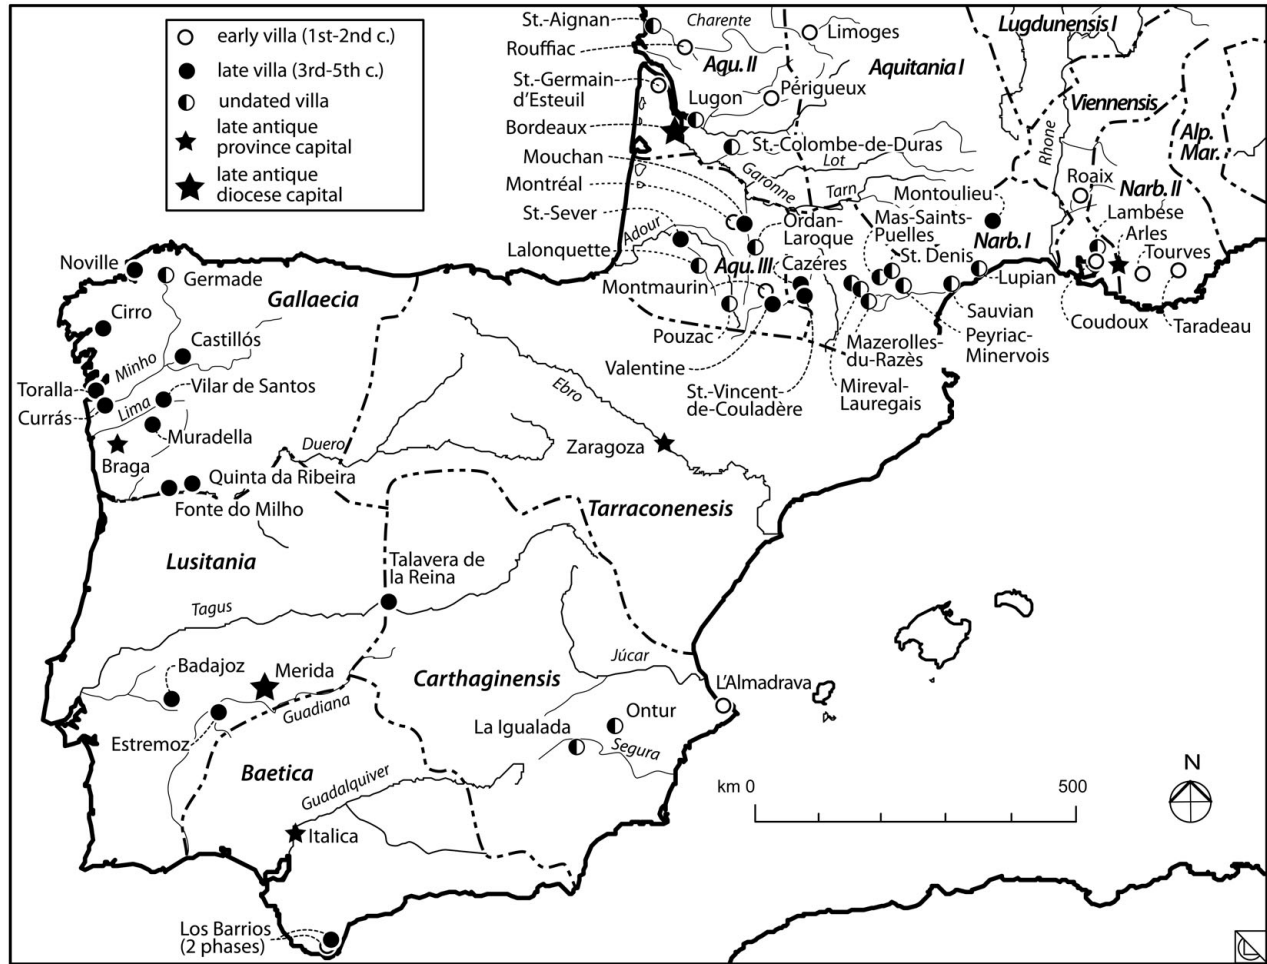 early villa (1st-2nd c.)
late villa (3rd-5th c.)
undated villa
late antique
province capital
late antique
diocese capital
St.-Aignan
Rouffiac
St.-Germain
d'Esteuil
Bordeaux
Mouchan
Montréal
St.-Sever
Lalonquette
Charente
Limoges
Lugdunensis I
Aqu. II
Aquitania I
Périgueux
Lugon
Viennensis
St.-Colombe-de-Duras
Lot
Garonne
Tarn
Rhone
Alp.
Mar.
Roaix
Narb. II
Montoulieu
Lambése
Arles
Tourves
Adour
Ordan-
Laroque
Mas-Saints-
Puelles
St. Denis
Narb. I
Aqu. III
Cazères
Lupian
Montmaurin
Sauvian
Coudoux
Taradeau
Pouzac
Valentine
Mazerolles-
du-Razès
Peyriac-
Minervois
St.-Vincent-
de-Couladère
Mireval-
Lauregais
Noville
Germade
Gallaecia
Cirro
Castillós
Minho
Toralla
Vilar de Santos
Currás
Lima
Muradella
Braga
Duero
Ebro
Zaragoza
Quinta da Ribeira
Fonte do Milho
Tarraconenesis
Lusitania
Talavera de
la Reina
Tagus
Badajoz
Merida
Carthaginensis
Júcar
L'Almadrava
Guadiana
Estremoz
La Igualada
Ontur
Segura
Baetica
Guadalquiver
Italica
km 0
500
N
Los Barrios
(2 phases)